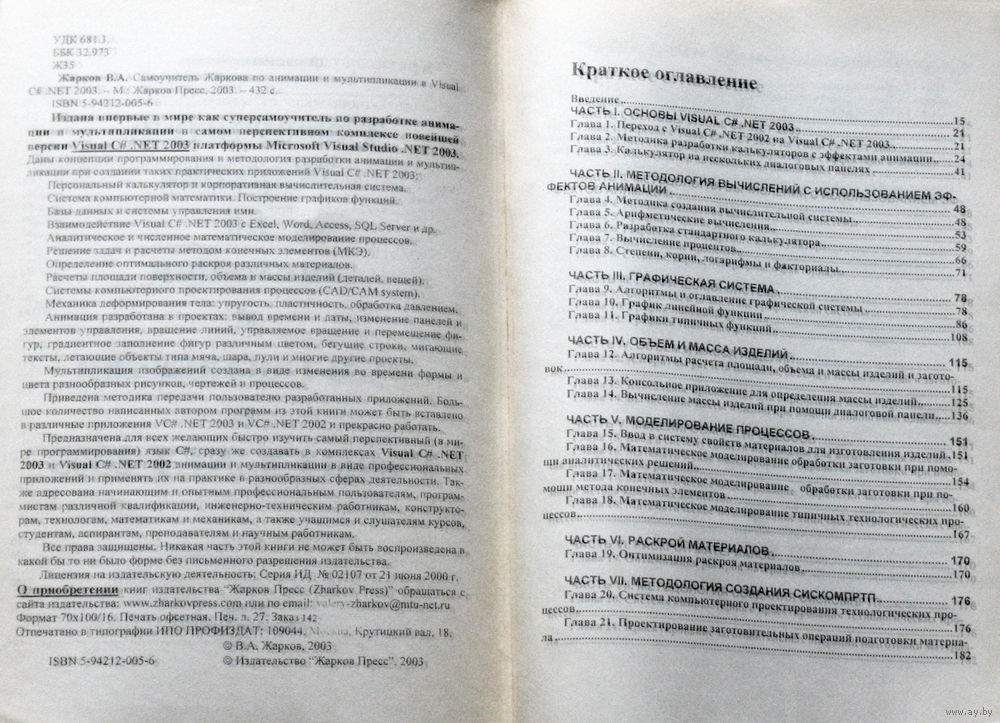 УДК 681.3
ББК 32.973
Ж35
Жарков В.А. Самоучитель Жаркова по анимации и мультипликации в Visual
C# .NET 2003. – М.: Жарков Пресс, 2003. – 432 с.
ISBN 5-94212-005-6
Издана впервые в мире как суперсамоучитель по разработке анима-
ции и мультипликации в самом перспективном комплексе новейшей
версии Visual C# .NET 2003 платформы Microsoft Visual Studio .NET 2003.
Даны концепции программирования и методология разработки анимации и мульти-
пликации при создании таких практических приложений Visual C# .NET 2003:
Персональный калькулятор и корпоративная вычислительная система.
Система компьютерной математики. Построение графиков функций.
Базы данных и системы управления ими.
Взаимодействие Visual C# .NET 2003 с Excel, Word, Access, SQL Server и др.
Аналитическое и численное математическое моделирование процессов.
Решение задач и расчеты методом конечных элементов (МКЭ).
Определение оптимального раскроя различных материалов.
Расчеты площади поверхности, объема и массы изделий (деталей, вещей).
Системы компьютерного проектирования процессов (CAD/CAM system).
Механика деформирования тела: упругость, пластичность, обработка давлением.
Анимация разработана в проектах: вывод времени и даты, изменение панелей и
элементов управления, вращение линий, управляемое вращение и перемещение фи-
гур, градиентное заполнение фигур различным цветом, бегущие строки, мигающие
тексты, летающие объекты типа мяча, шара, пули и многие другие проекты.
Мультипликация изображений создана в виде изменения во времени формы и
цвета разнообразных рисунков, чертежей и процессов.
Приведена методика передачи пользователю разработанных приложений. Боль-
шое количество написанных автором программ из этой книги может быть вставлено
в различные приложения VC# .NET 2003 и VC# .NET 2002 и прекрасно работать.
Предназначена для всех желающих быстро изучить самый перспективный (в ми-
ре программирования) язык C#, сразу же создавать в комплексах Visual C# .NET
2003 и Visual C# .NET 2002 анимации и мультипликации в виде профессиональных
приложений и применять их на практике в разнообразных сферах деятельности. Так-
же адресована начинающим и опытным профессиональным пользователям, програм-
мистам различной квалификации, инженерно-техническим работникам, конструкто-
рам, технологам, математикам и механикам, а также учащимся и слушателям курсов,
студентам, аспирантам, преподавателям и научным работникам.
Все права защищены. Никакая часть этой книги не может быть воспроизведена в
какой бы то ни было форме без письменного разрешения издательства.
Лицензия на издательскую деятельность: Серия ИД № 02107 от 21 июня 2000 г.
О приобретении книг издательства "Жарков Пресс (Zharkov Press)" обращаться с
сайта издательства: www.zharkovpress.com или по email: valery-zharkov@mtu-net.ru
Формат 70x100/16. Печать офсетная. Печ. л. 27. Заказ 142
Отпечатано в типографии ИПО ПРОФИЗДАТ: 109044, Москва, Крутицкий вал, 18.
© В.А. Жарков, 2003
ISBN 5-94212-005-6 © Издательство "Жарков Пресс", 2003
Краткое оглавление
Введение 15
ЧАСТЬ I. ОСНОВЫ VISUAL C# .NET 2003 21
Глава 1. Переход с Visual C# .NET 2002 на Visual C# .NET 2003 21
Глава 2. Методика разработки калькуляторов с эффектами анимации 24
Глава 3. Калькулятор на нескольких диалоговых панелях 41
ЧАСТЬ II. МЕТОДОЛОГИЯ ВЫЧИСЛЕНИЙ С ИСПОЛЬЗОВАНИЕМ ЭФ-
ФЕКТОВ АНИМАЦИИ 48
Глава 4. Методика создания вычислительной системы 48
Глава 5. Арифметические вычисления 53
Глава 6. Разработка стандартного калькулятора 59
Глава 7. Вычисление процентов 66
Глава 8. Степени, корни, логарифмы и факториалы 71
ЧАСТЬ III. ГРАФИЧЕСКАЯ СИСТЕМА 78
Глава 9. Алгоритмы и оглавление графической системы 78
Глава 10. График линейной функции 86
Глава 11. Графики типичных функций 108
ЧАСТЬ IV. ОБЪЕМ И МАССА ИЗДЕЛИЙ 115
Глава 12. Алгоритмы расчета площади, объема и массы изделий и загото-
вок 115
Глава 13. Консольное приложение для определения массы изделий 125
Глава 14. Вычисление массы изделий при помощи диалоговой панели 136
ЧАСТЬ V. МОДЕЛИРОВАНИЕ ПРОЦЕССОВ 151
Глава 15. Ввод в систему свойств материалов для изготовления изделий 151
Глава 16. Математическое моделирование обработки заготовки при помо-
щи аналитических решений 154
Глава 17. Математическое моделирование обработки заготовки при по-
мощи метода конечных элементов 160
Глава 18. Математическое моделирование типичных технологических про-
цессов 167
ЧАСТЬ VI. РАСКРОЙ МАТЕРИАЛОВ 170
Глава 19. Оптимизация раскроя материалов 170
ЧАСТЬ VII. МЕТОДОЛОГИЯ СОЗДАНИЯ СИСКОМПРТП 176
Глава 20. Система компьютерного проектирования технологических про-
цессов 176
Глава 21. Проектирование заготовительных операций подготовки материа-
ла 182
www.ay.by